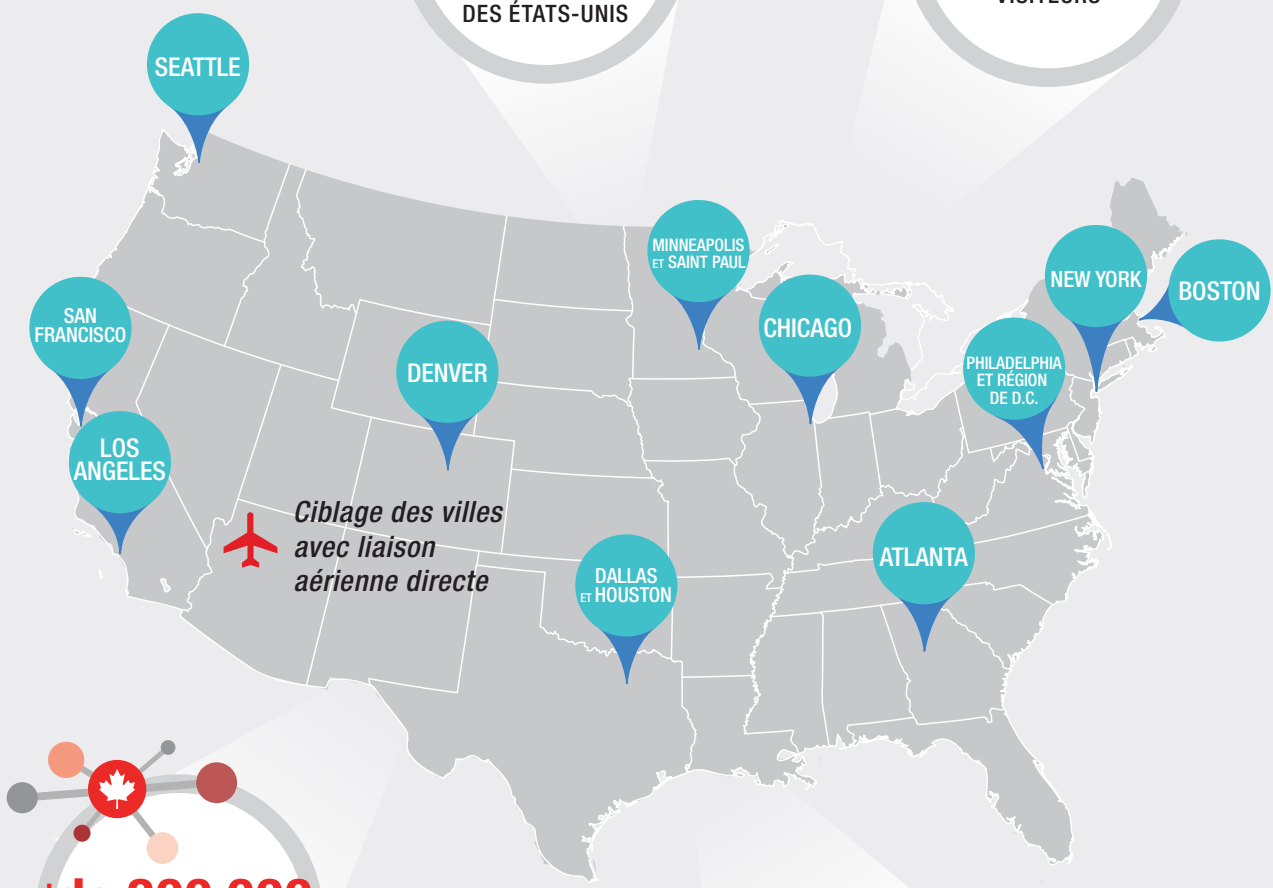 DES ÉTATS-UNIS
VISITEURS
SEATTLE
MINNEAPOLIS
ET SAINT PAUL
NEW YORK
BOSTON
SAN
FRANCISCO
CHICAGO
DENVER
PHILADELPHIA
ET RÉGION
DE D.C.
LOS
ANGELES
Ciblage des villes
avec liaison
aérienne directe
DALLAS
ET HOUSTON
ATLANTA